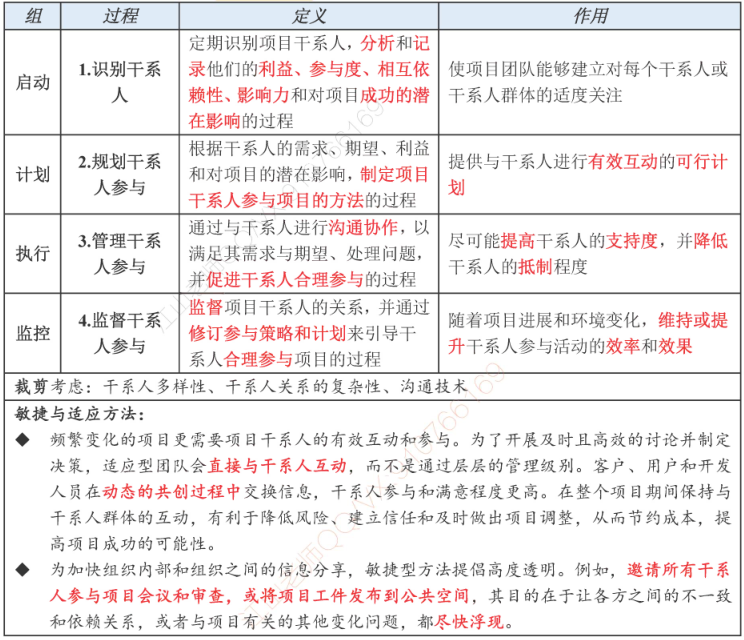 组 过程 定义 作用
启动
1.识别干系
人
定期识别项目干系人，分析和记
录他们的利益、参与度、相互依
赖性、影响力和对项目成功的潜
在影响的过程
使项目团队能够建立对每个干系人或
干系人群体的适度关注
计划
2.规划干系
人参与
根据干系人的需求、期望、利益
和对项目的潜在影响，制定项目
干系人参与项目的方法的过程
提供与干系人进行有效互动的可行计
划
执行
3.管理干系
人参与
通过与干系人进行沟通协作，以
满足其需求与期望、处理问题，
并促进干系人合理参与的过程
尽可能提高干系人的支持度，并降低
干系人的抵制程度
监控
4.监督干系
人参与
监督项目干系人的关系，并通过
修订参与策略和计划来引导干
系人合理参与项目的过程
随着项目进展和环境变化，维持或提
升干系人参与活动的效率和效果
裁剪考虑：干系人多样性、干系人关系的复杂性、沟通技术
敏捷与适应方法：
◆ 频繁变化的项目更需要项目干系人的有效互动和参与。为了开展及时且高效的讨论并制定
决策，适应型团队会直接与干系人互动，而不是通过层层的管理级别。客户、用户和开发
人员在动态的共创过程中交换信息，干系人参与和满意程度更高。在整个项目期间保持与
干系人群体的互动，有利于降低风险、建立信任和及时做出项目调整，从而节约成本，提
高项目成功的可能性。
◆ 为加快组织内部和组织之间的信息分享，敏捷型方法提倡高度透明。例如，邀请所有干系
人参与项目会议和审查，或将项目工件发布到公共空间，其目的在于让各方之间的不一致
和依赖关系，或者与项目有关的其他变化问题，都尽快浮现。